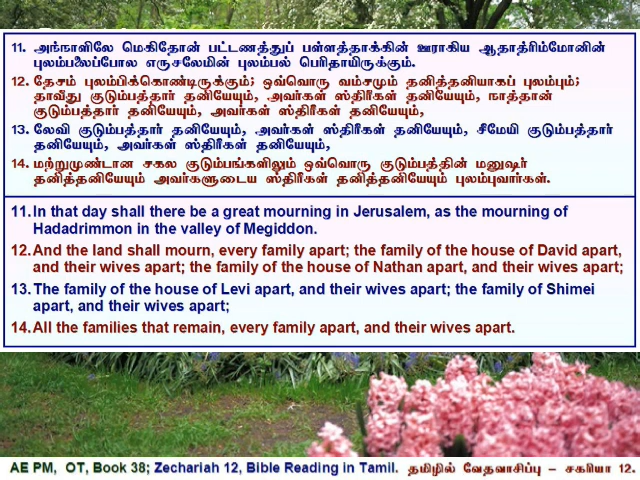 11. அந்நாளிலே மெகிதோன் பட்டணத்துப் பள்ளத்தாக்கின் ஊராகிய ஆதாத்ரிம்மோனின்
புலம்பலைப்போல எருசலேமின் புலம்பல் பெரிதாயிருக்கும்.
12. தேசம் புலம்பிக்கொண்டிருக்கும்; ஒவ்வொரு வம்சமும் தனித்தனியாகப் புலம்பும்;
தாவீது குடும்பத்தார் தனியேயும், அவர்கள் ஸ்திரீகள் தனியேயும், நாத்தான்
குடும்பத்தார் தனியேயும், அவர்கள் ஸ்திரீகள் தனியேயும்,
13. லேவி குடும்பத்தார் தனியேயும், அவர்கள் ஸ்திரீகள் தனியேயும், சீமேயி குடும்பத்தார்
தனியேயும், அவர்கள் ஸ்திரீகள் தனியேயும்,
14. மற்றுமுண்டான சகல குடும்பங்களிலும் ஒவ்வொரு குடும்பத்தின் மனுஷர்
தனித்தனியேயும் அவர்களுடைய ஸ்திரீகள் தனித்தனியேயும் புலம்புவார்கள்.
11. In that day shall there be a great mourning in Jerusalem, as the mourning of
Hadadrimmon in the valley of Megiddon.
12. And the land shall mourn, every family apart; the family of the house of David apart,
and their wives apart; the family of the house of Nathan apart, and their wives apart;
13. The family of the house of Levi apart, and their wives apart; the family of Shimei
apart, and their wives apart;
14. All the families that remain, every family apart, and their wives apart.
AE PM, OT, Book 38; Zechariah 12, Bible Reading in Tamil. தமிழில் வேதவாசிப்பு – சகரியா 12.